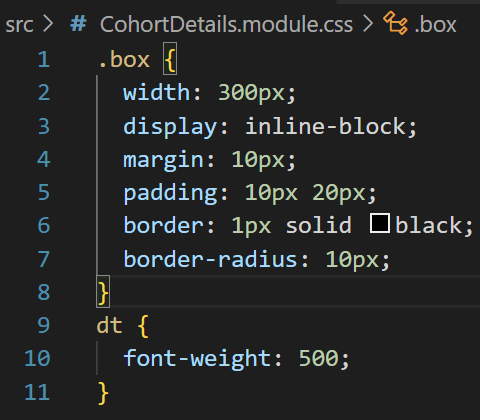 src > # CohortDetails.module.css > .box
1 .box {
2 width: 300px;
3 display: inline-block;
4 margin: 10px;
5 padding: 10px 20px;
6 border: 1px solid black;
7 border-radius: 10px;
8 }
9 dt {
10 font-weight: 500;
11 }